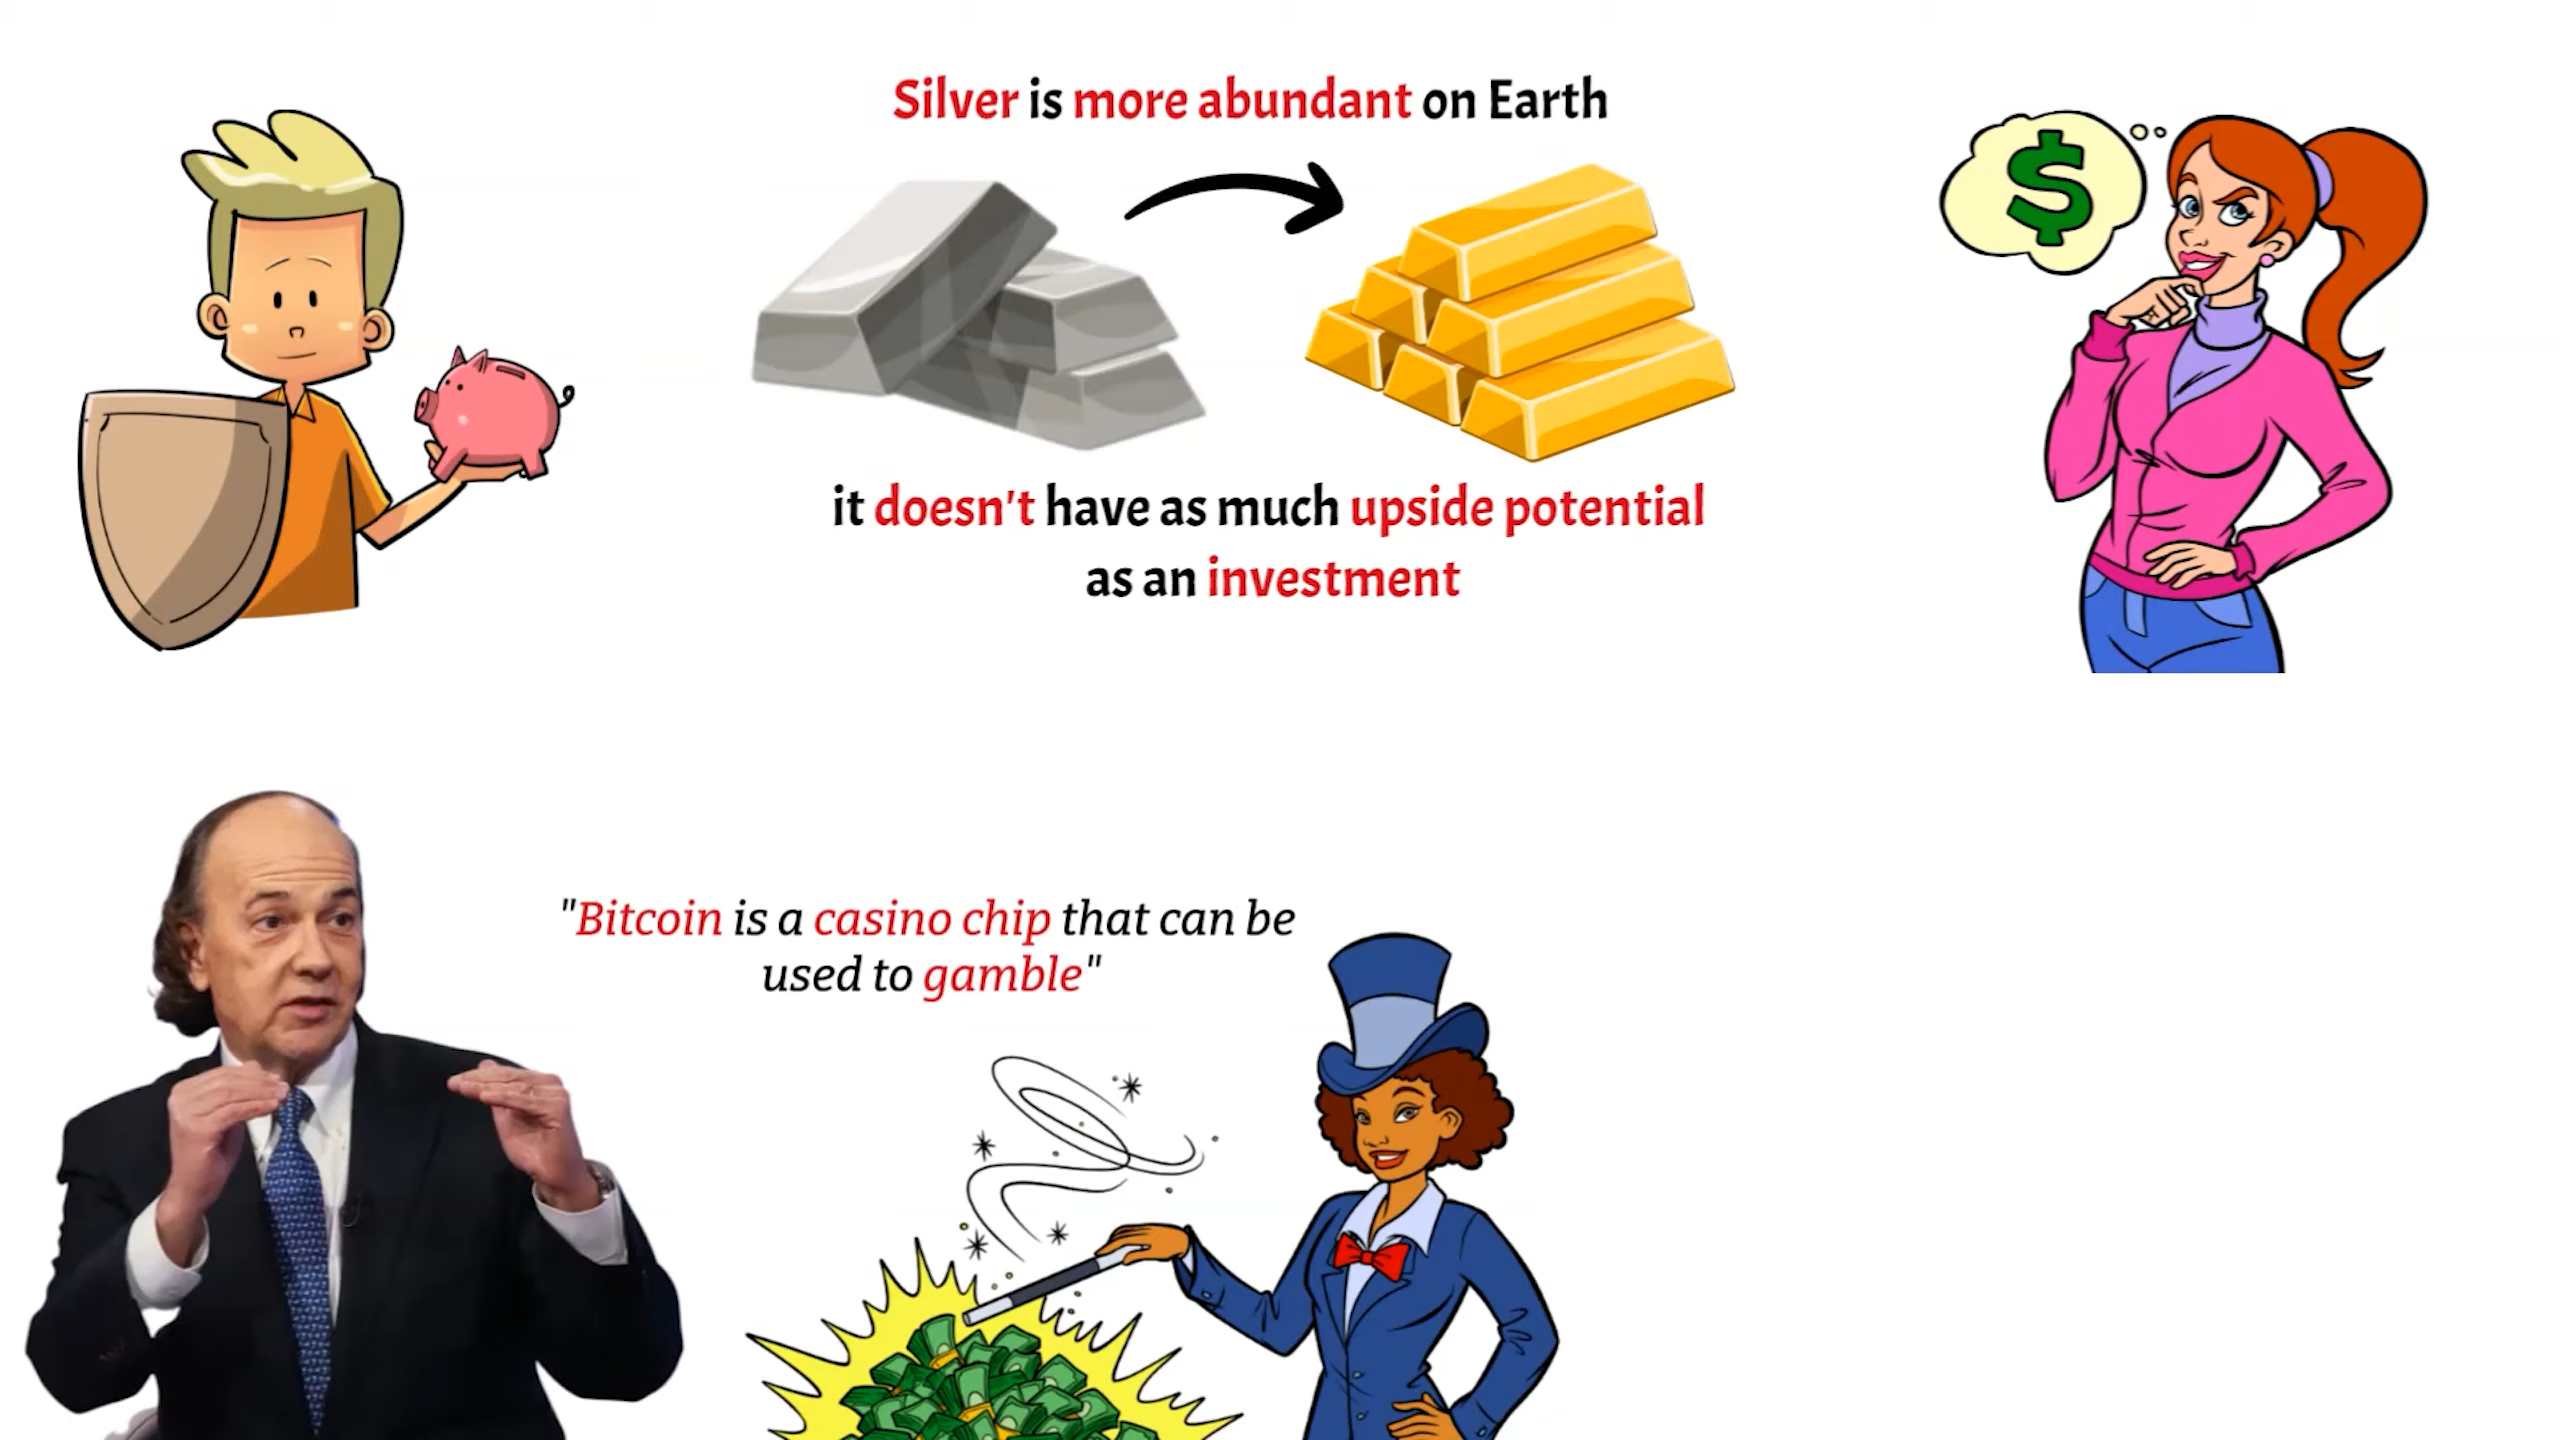 Silver is more abundant on Earth
$
it doesn't have as much upside potential
as an investment
"Bitcoin is a casino chip that can be
used to gamble"